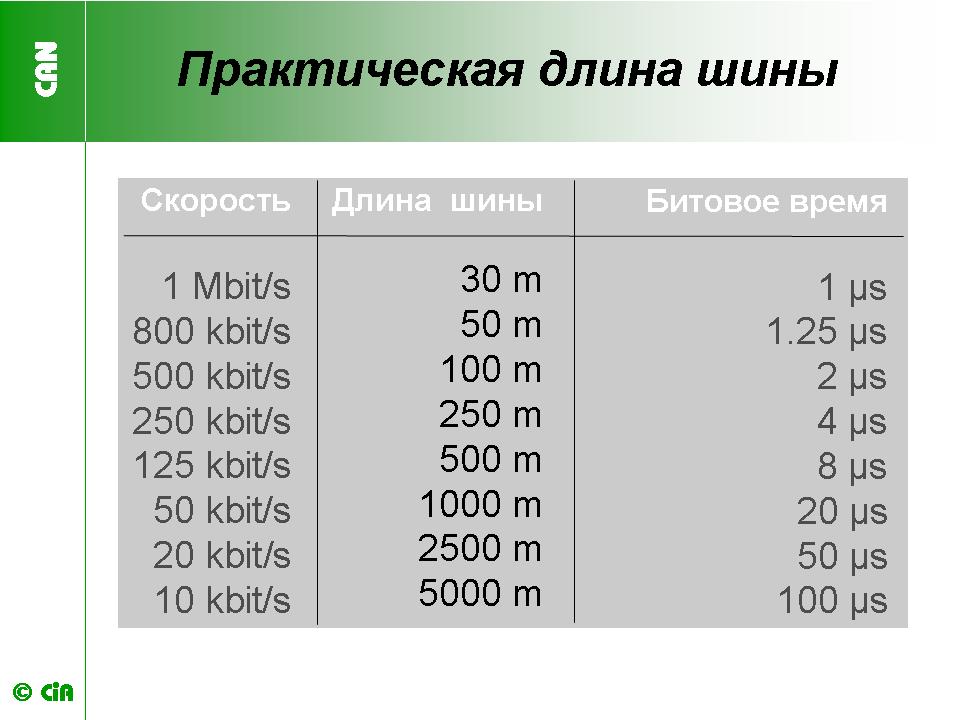 CAN
Практическая длина шины
Скорость Длина шины Битовое время
1 Mbit/s 30 m 1 µs
800 kbit/s 50 m 1.25 µs
500 kbit/s 100 m 2 µs
250 kbit/s 250 m 4 µs
125 kbit/s 500 m 8 µs
50 kbit/s 1000 m 20 µs
20 kbit/s 2500 m 50 µs
10 kbit/s 5000 m 100 µs
© CiA